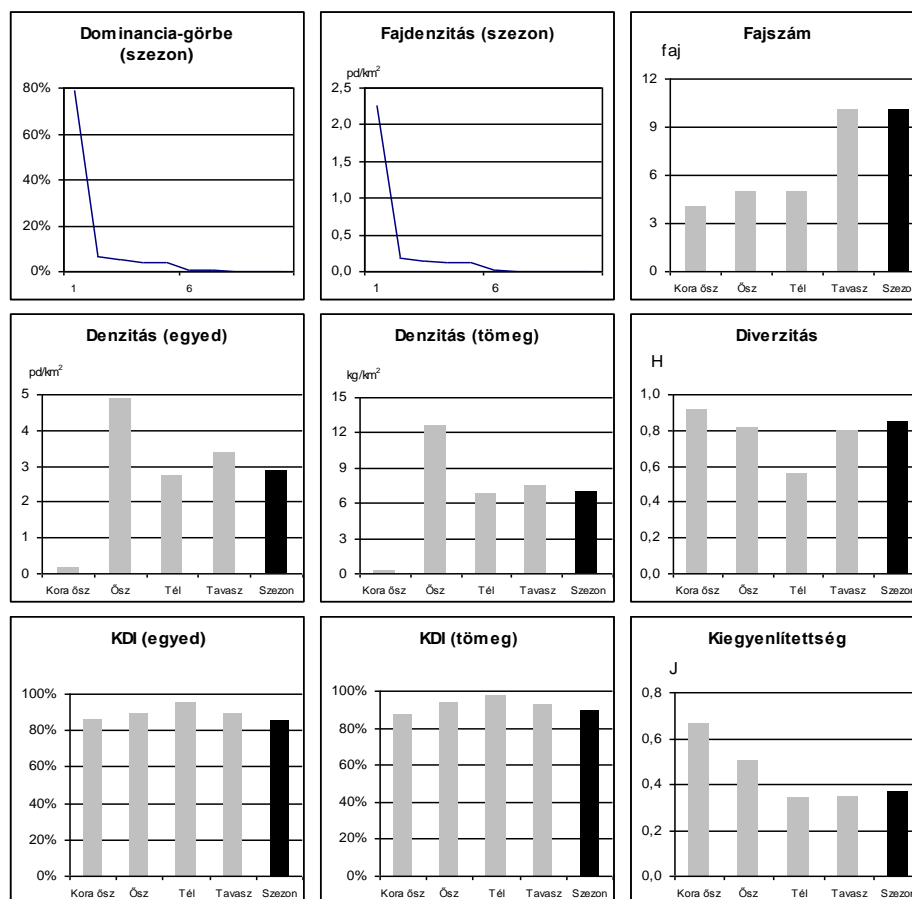 Dominancia-görbe
(szezon)
80%
60%
40%
20%
0%
1
6
Fajdenzitás (szezon)
pd/km²
2,5
2,0
1,5
1,0
0,5
0,0
1
6
Fajszám
faj
12
9
6
3
0
Kora ősz Ősz Tél Tavasz Szezon
Denzitás (egyed)
pd/km²
5
4
3
2
1
0
Kora ősz Ősz Tél Tavasz Szezon
Denzitás (tömeg)
kg/km²
15
12
9
6
3
0
Kora ősz Ősz Tél Tavasz Szezon
Diverzitás
H
1,0
0,8
0,6
0,4
0,2
0,0
Kora ősz Ősz Tél Tavasz Szezon
KDI (egyed)
100%
80%
60%
40%
20%
0%
Kora ősz Ősz Tél Tavasz Szezon
KDI (tömeg)
100%
80%
60%
40%
20%
0%
Kora ősz Ősz Tél Tavasz Szezon
Kiegyenlítettség
J
0,8
0,6
0,4
0,2
0,0
Kora ősz Ősz Tél Tavasz Szezon